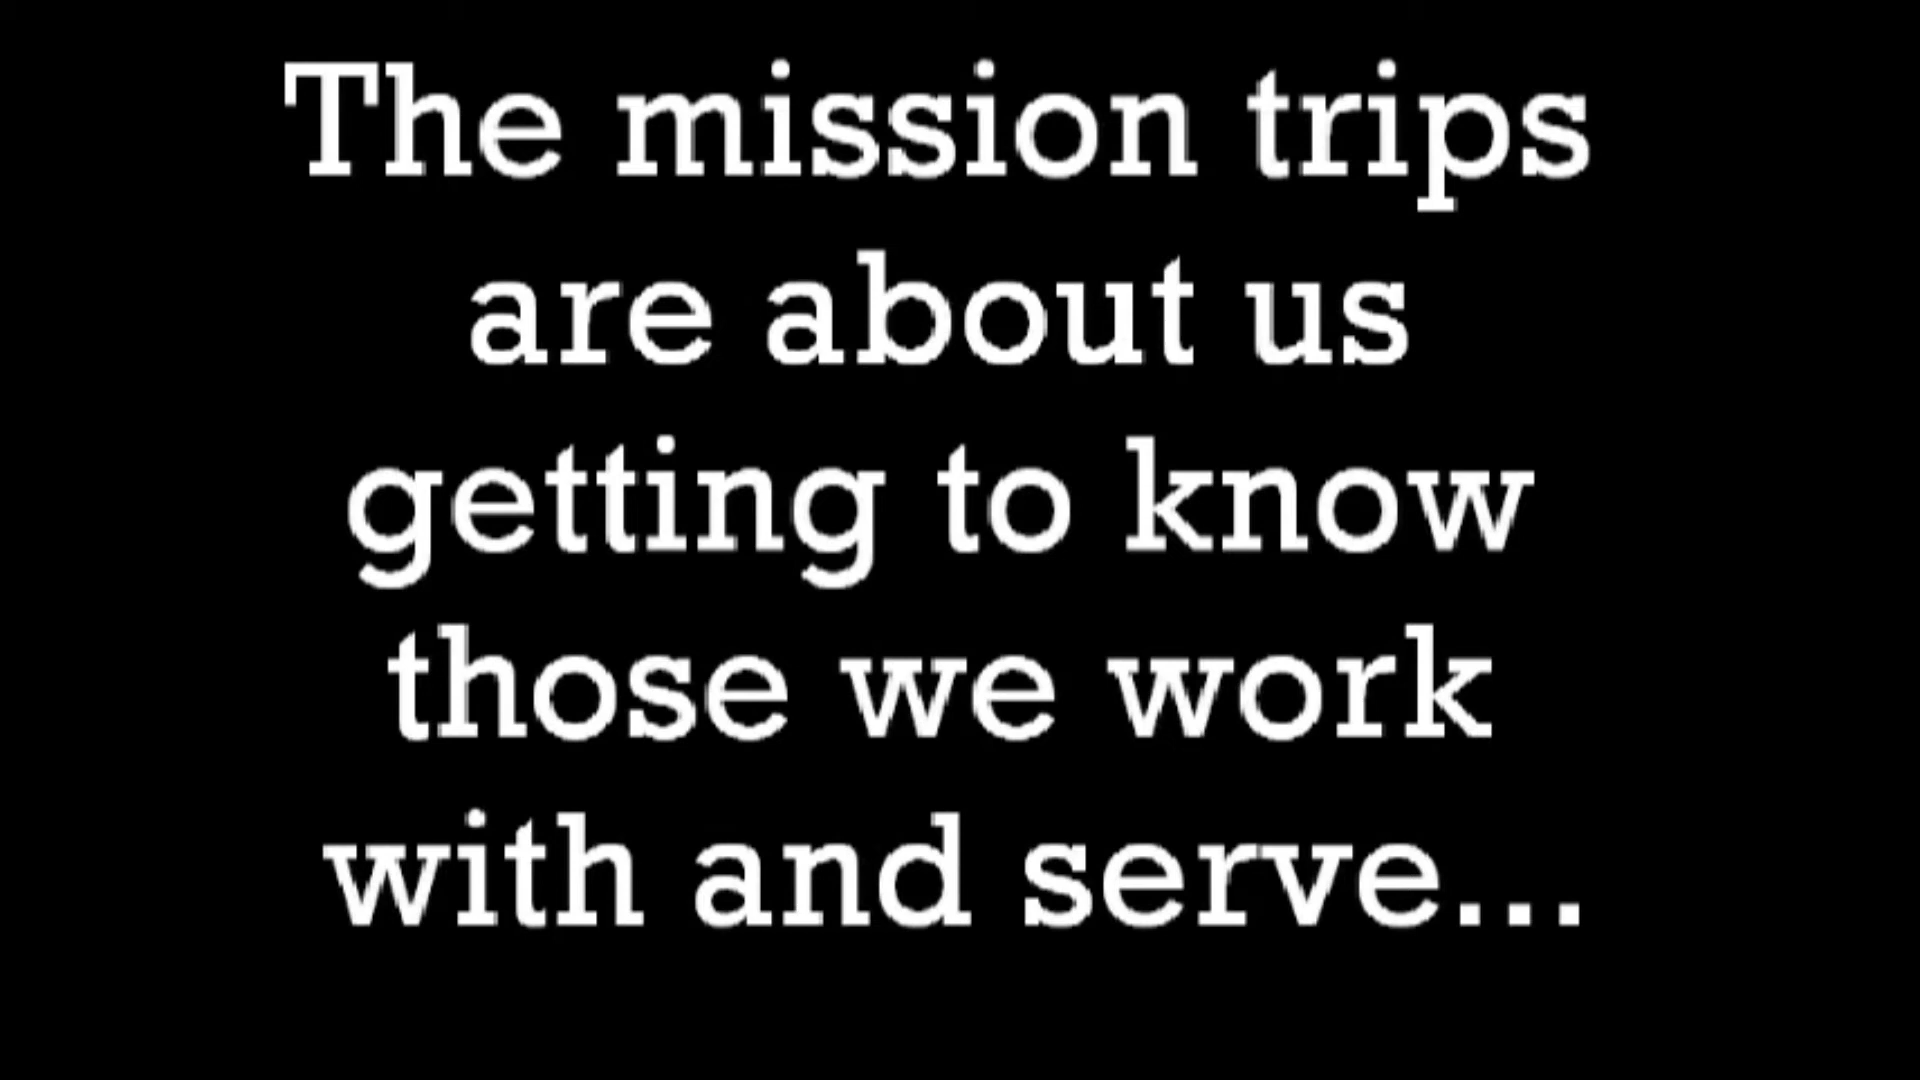 The mission trips
are about us
getting to know
those we work
with and serve...